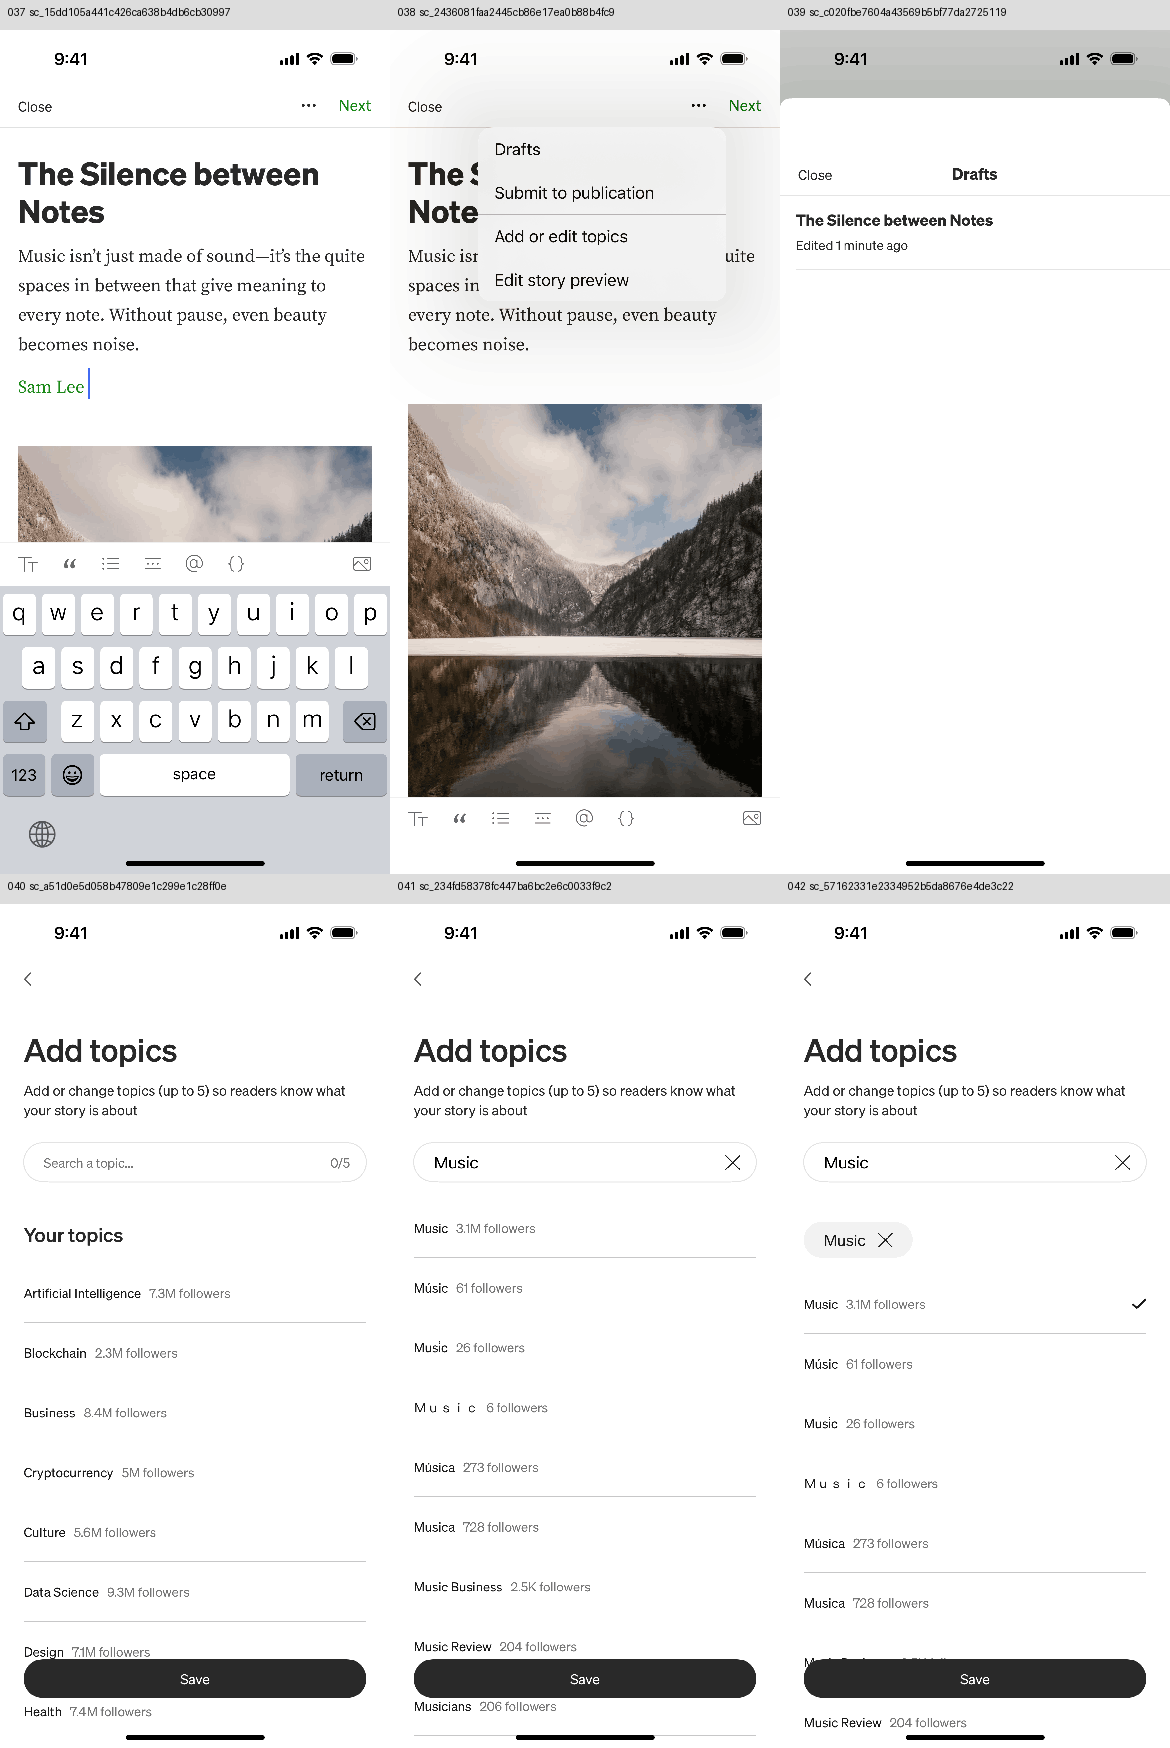 037 sc_15dd105a441c426ca638b4db6cb30997
9:41
Close
Next
The Silence between
Notes
Music isn't just made of sound—it's the quite
spaces in between that give meaning to
every note. Without pause, even beauty
becomes noise.
Sam Lee
q w e r t y u i o p
a s d f g h j k l
z x c v b n m
123 space return
038 sc_2436081faa2445cb86e17ea0b88b4fc9
9:41
Close
Next
Drafts
Submit to publication
Add or edit topics
Edit story preview
The S
Note
Music isn
uite
spaces in
every note. Without pause, even beauty
becomes noise.
039 sc_c020fbe7604a43569b5bf77da2725119
9:41
Close
Drafts
The Silence between Notes
Edited 1 minute ago
040 sc_a51d0e5d058b47809e1c299e1c28ff0e
9:41
Add topics
Add or change topics (up to 5) so readers know what
your story is about
Search a topic... 0/5
Your topics
Artificial Intelligence 7.3M followers
Blockchain 2.3M followers
Business 8.4M followers
Cryptocurrency 5M followers
Culture 5.6M followers
Data Science 9.3M followers
Design 7.1M followers
Save
Health 7.4M followers
041 sc_234fd58378fc447ba6bc2e6c0033f9c2
9:41
Add topics
Add or change topics (up to 5) so readers know what
your story is about
Music
Music 3.1M followers
Músic 61 followers
Musić 26 followers
Ｍｕｓｉｃ 6 followers
Música 273 followers
Musica 728 followers
Music Business 2.5K followers
Music Review 204 followers
Save
Musicians 206 followers
042 sc_57162331e2334952b5da8676e4de3c22
9:41
Add topics
Add or change topics (up to 5) so readers know what
your story is about
Music
Music
Music 3.1M followers
Músic 61 followers
Musić 26 followers
Ｍｕｓｉｃ 6 followers
Música 273 followers
Musica 728 followers
Save
Music Review 204 followers